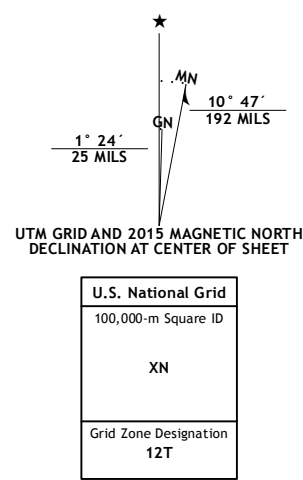 ★
MN
GN
10° 47´
192 MILS
1° 24´
25 MILS
UTM GRID AND 2015 MAGNETIC NORTH
DECLINATION AT CENTER OF SHEET
U.S. National Grid
100,000-m Square ID
XN
Grid Zone Designation
12T